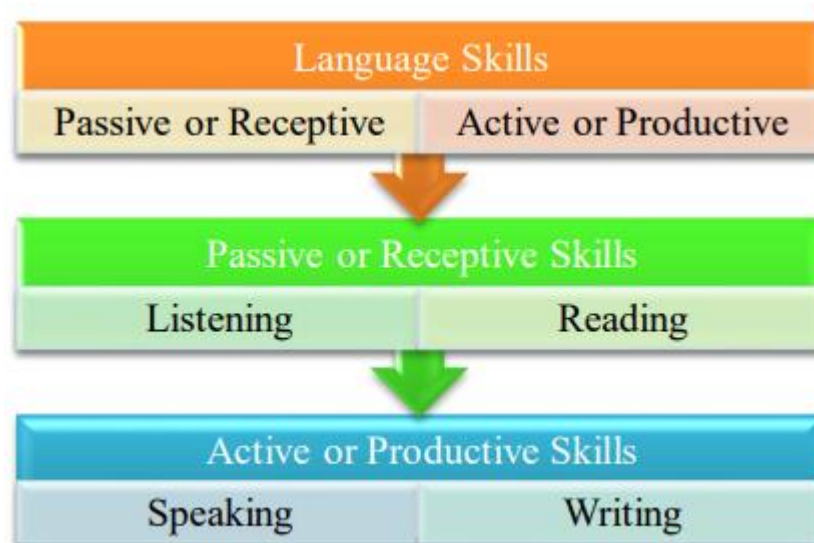 Language Skills
Passive or Receptive Active or Productive
Passive or Receptive Skills
Listening Reading
Active or Productive Skills
Speaking Writing